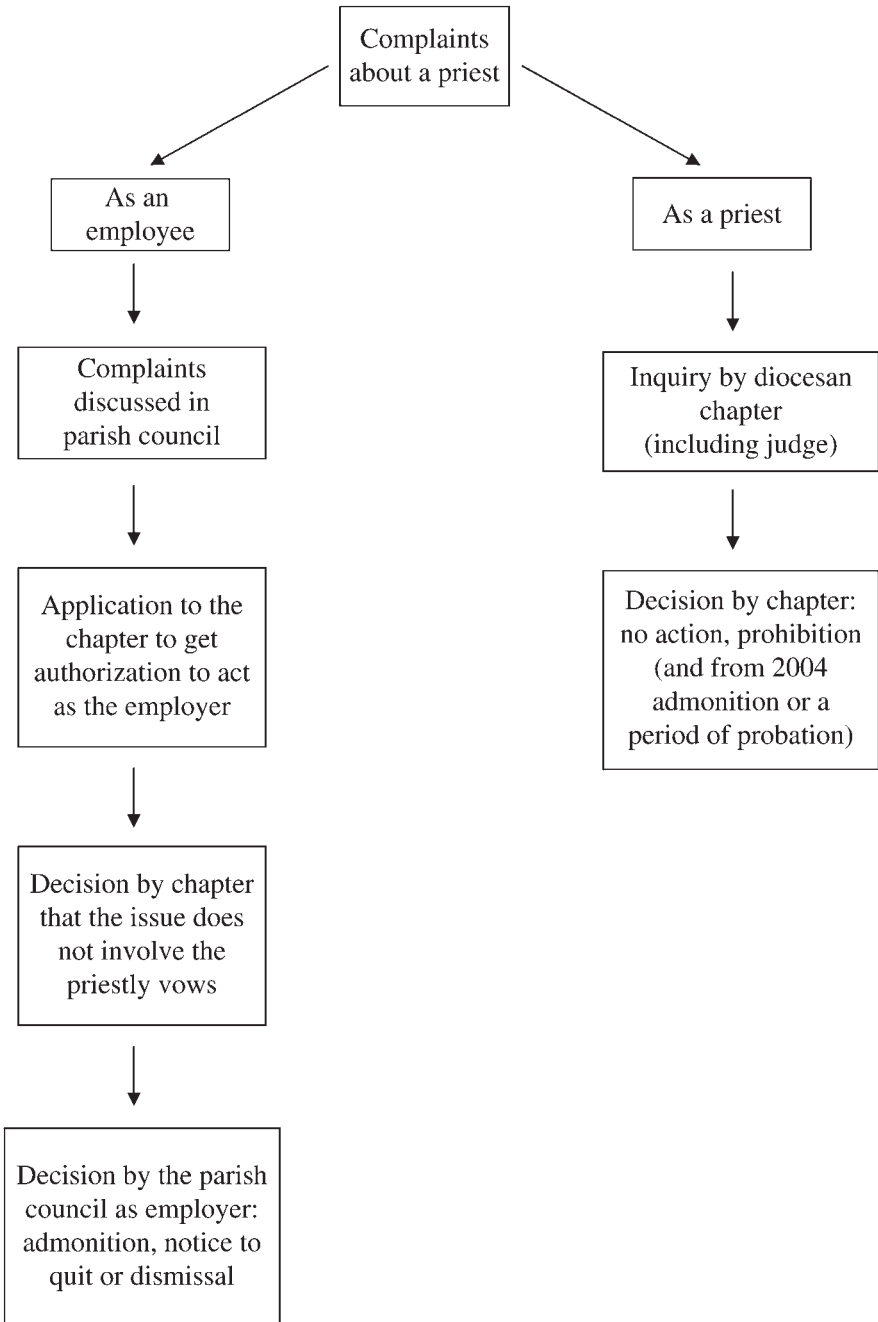 Complaints
about a priest
As an
employee
Complaints
discussed in
parish council
Application to the
chapter to get
authorization to act
as the employer
Decision by chapter
that the issue does
not involve the
priestly vows
Decision by the parish
council as employer:
admonition, notice to
quit or dismissal
As a priest
Inquiry by diocesan
chapter
(including judge)
Decision by chapter:
no action, prohibition
(and from 2004
admonition or a
period of probation)